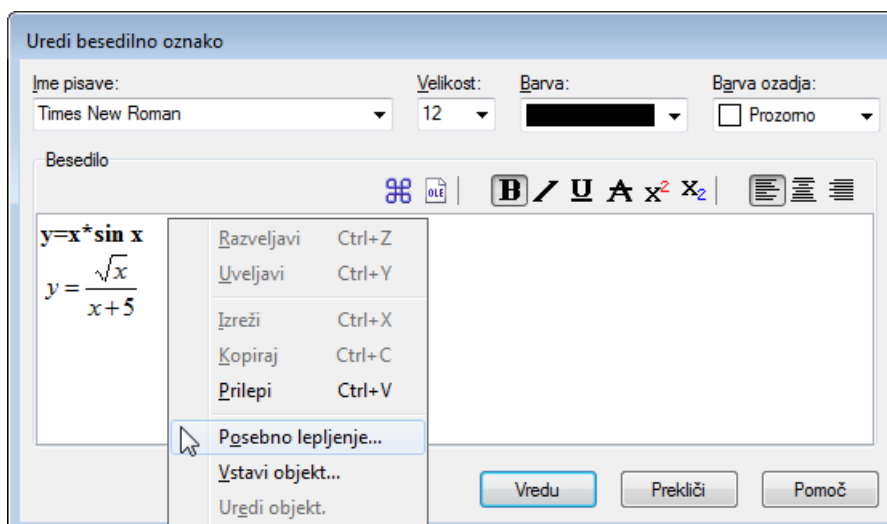 Uredi besedilno oznako
Ime pisave: Velikost: Barva: Barva ozadja:
Times New Roman 12 Prozorno
Besedilo
⌘ OLE B I U A x² x₂
y=x*sin x
y = √x / (x+5)
Razveljavi Ctrl+Z
Uveljavi Ctrl+Y
Izreži Ctrl+X
Kopiraj Ctrl+C
Prilepi Ctrl+V
Posebno lepljenje...
Vstavi objekt...
Uredi objekt.
Vredu Prekliči Pomoč